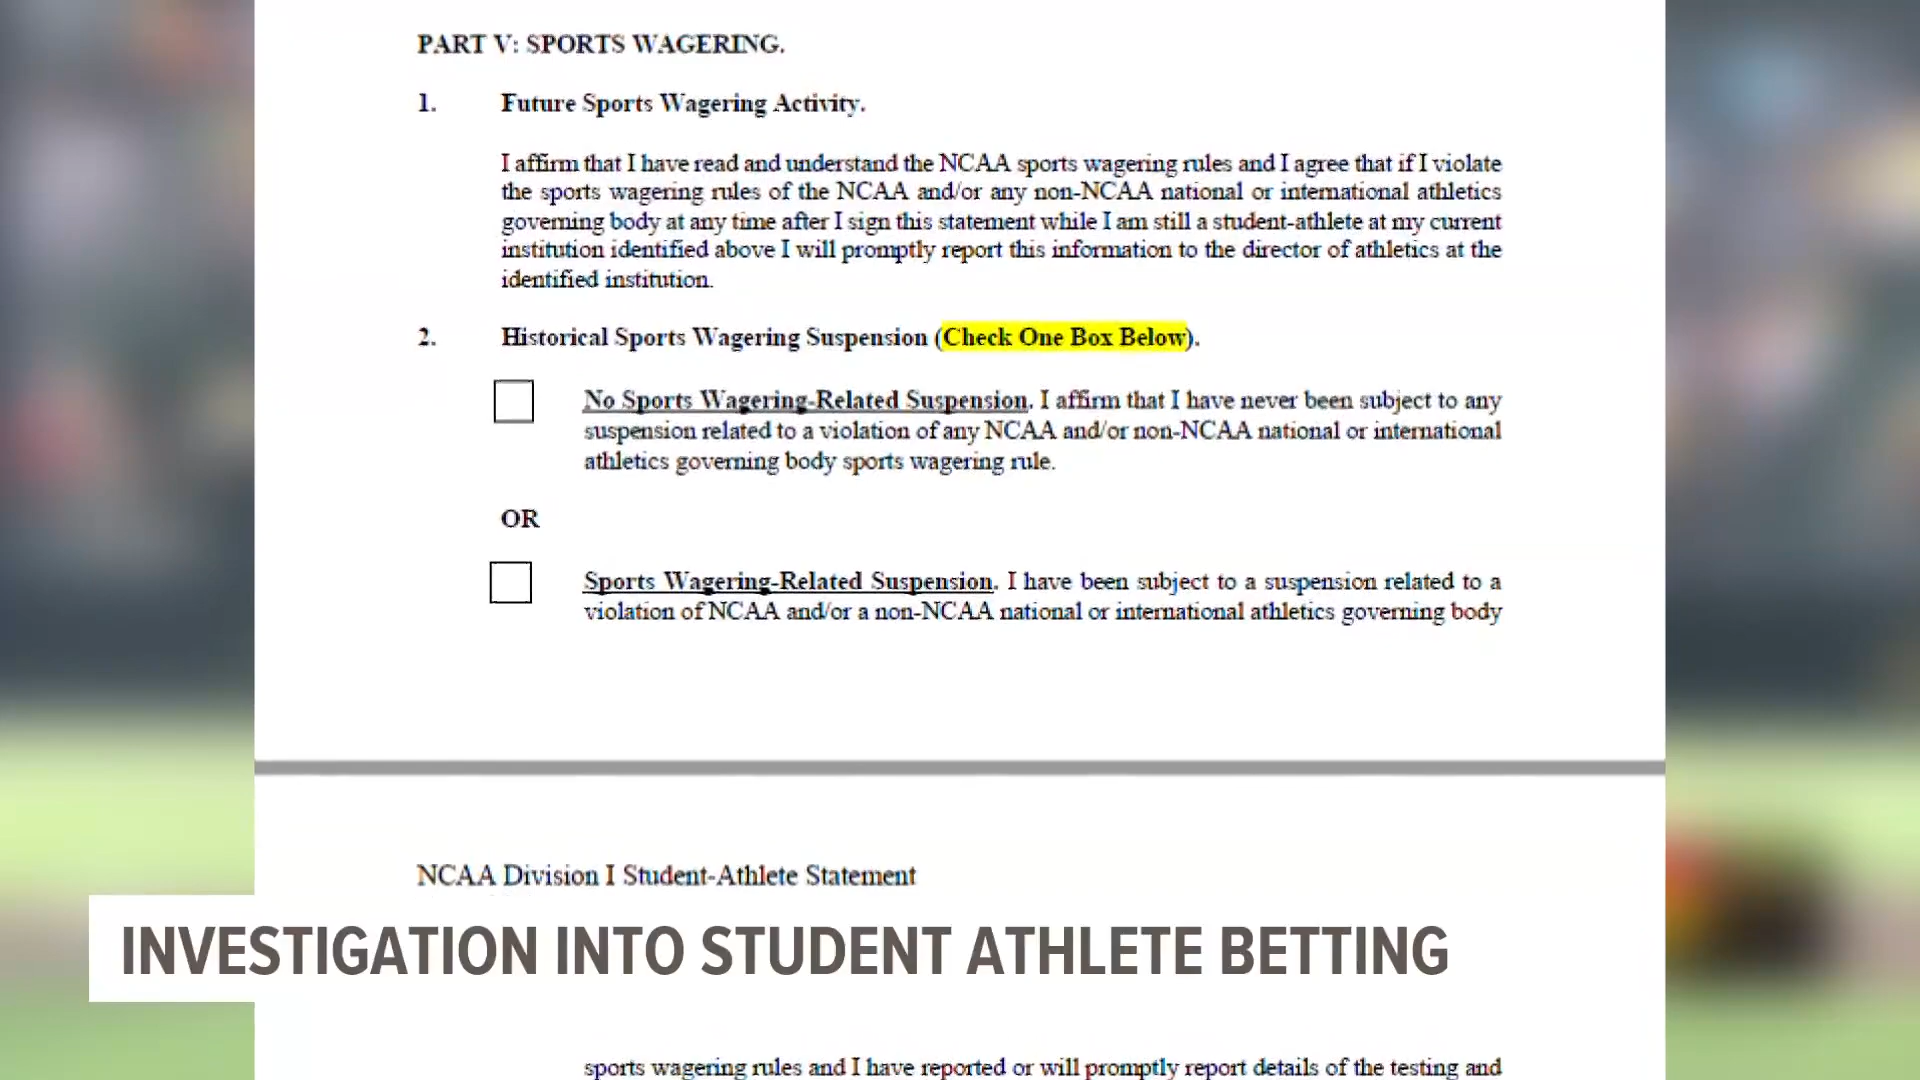 PART V: SPORTS WAGERING.
1. Future Sports Wagering Activity.
I affirm that I have read and understand the NCAA sports wagering rules and I agree that if I violate
the sports wagering rules of the NCAA and/or any non-NCAA national or international athletics
governing body at any time after I sign this statement while I am still a student-athlete at my current
institution identified above I will promptly report this information to the director of athletics at the
identified institution.
2. Historical Sports Wagering Suspension (Check One Box Below).
No Sports Wagering-Related Suspension. I affirm that I have never been subject to any
suspension related to a violation of any NCAA and/or non-NCAA national or international
athletics governing body sports wagering rule.
OR
Sports Wagering-Related Suspension. I have been subject to a suspension related to a
violation of NCAA and/or a non-NCAA national or international athletics governing body
NCAA Division I Student-Athlete Statement
INVESTIGATION INTO STUDENT ATHLETE BETTING
sports wagering rules and I have reported or will promptly report details of the testing and